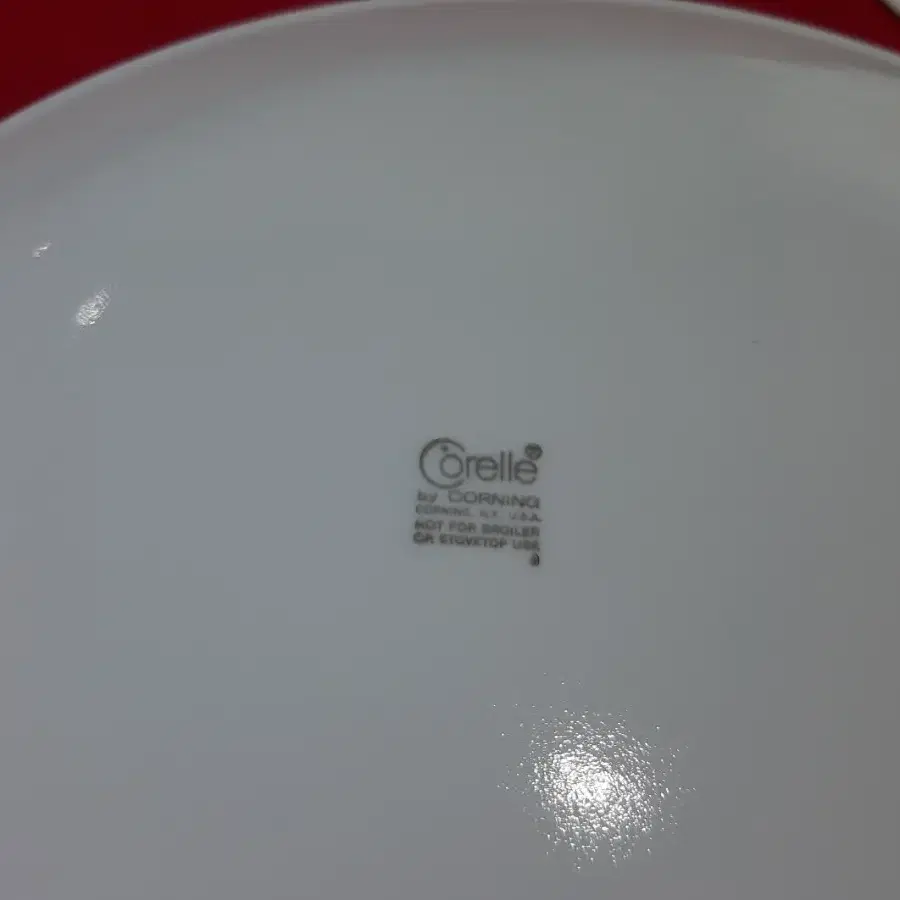 Corelle
by CORNING
CORNING, N.Y. U.S.A.
NOT FOR BROILER
OR STOVETOP USE